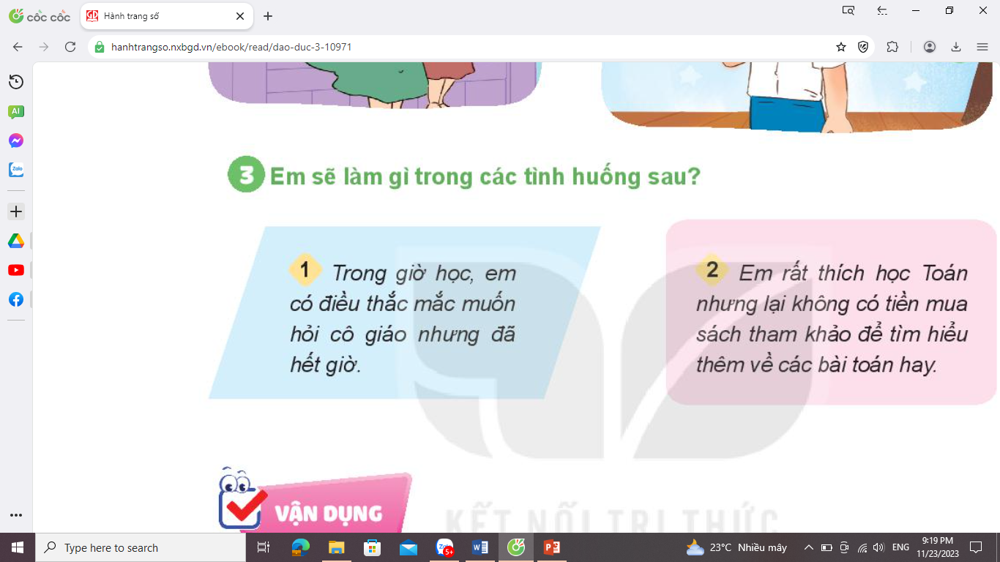 cốc cốc
Hành trang số
hanhtrangso.nxbgd.vn/ebook/read/dao-duc-3-10971
AI
Zalo
3 Em sẽ làm gì trong các tình huống sau?
1 Trong giờ học, em
có điều thắc mắc muốn
hỏi cô giáo nhưng đã
hết giờ.
2 Em rất thích học Toán
nhưng lại không có tiền mua
sách tham khảo để tìm hiểu
thêm về các bài toán hay.
VẬN DỤNG
KẾT NỐI TRI THỨC
Type here to search
Zalo
5+
23°C Nhiều mây
ENG
9:19 PM
11/23/2023